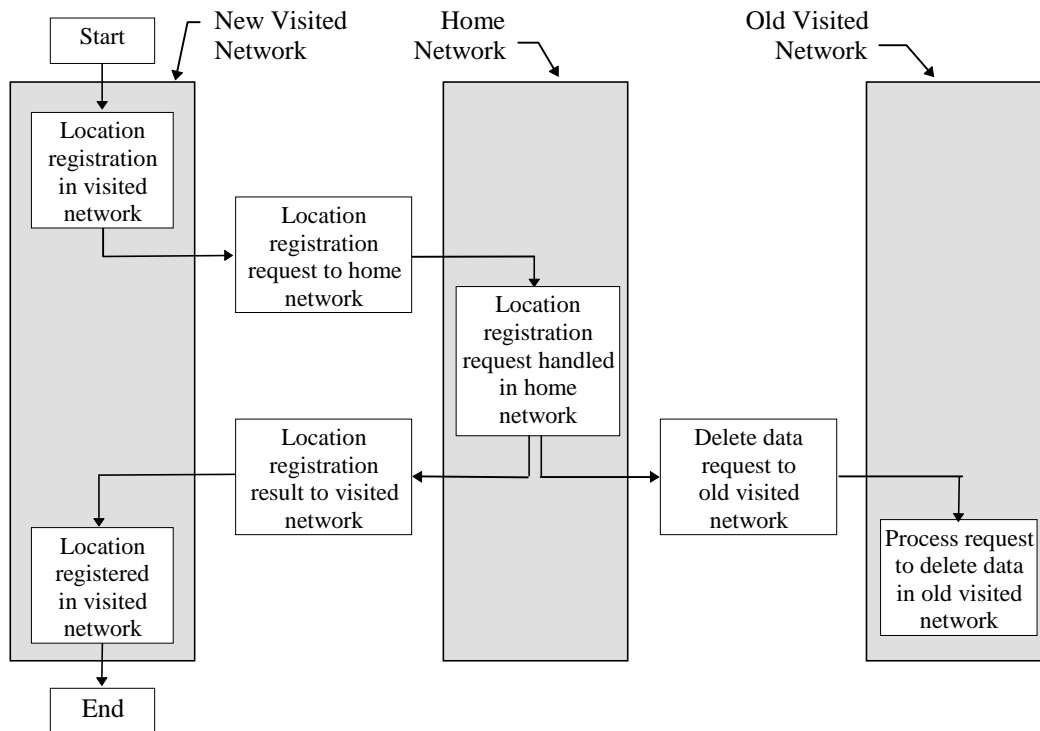 Start
New Visited
Network
Home
Network
Old Visited
Network
Location
registration
in visited
network
Location
registration
request to home
network
Location
registration
request handled
in home
network
Location
registration
result to visited
network
Delete data
request to
old visited
network
Location
registered
in visited
network
Process request
to delete data
in old visited
network
End